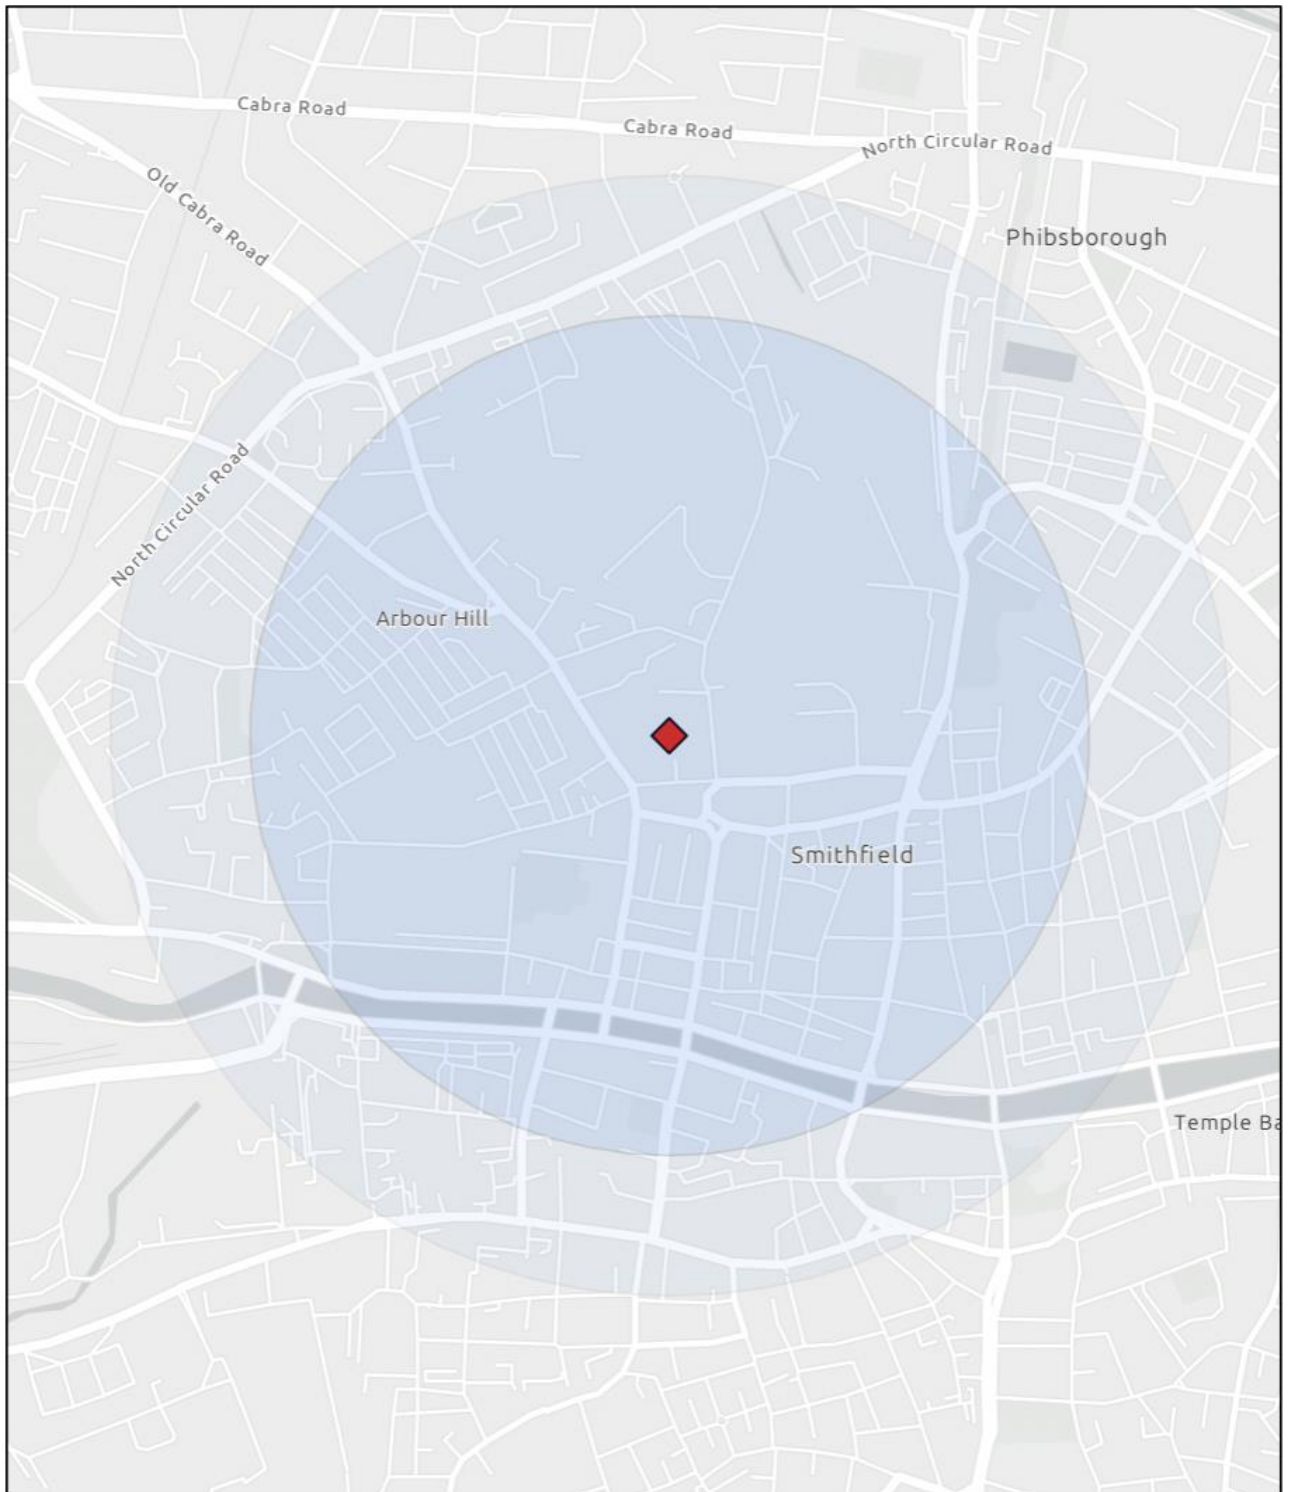 Cabra Road
Cabra Road
North Circular Road
Old Cabra Road
Phibsborough
North Circular Road
Arbour Hill
Smithfield
Temple Ba